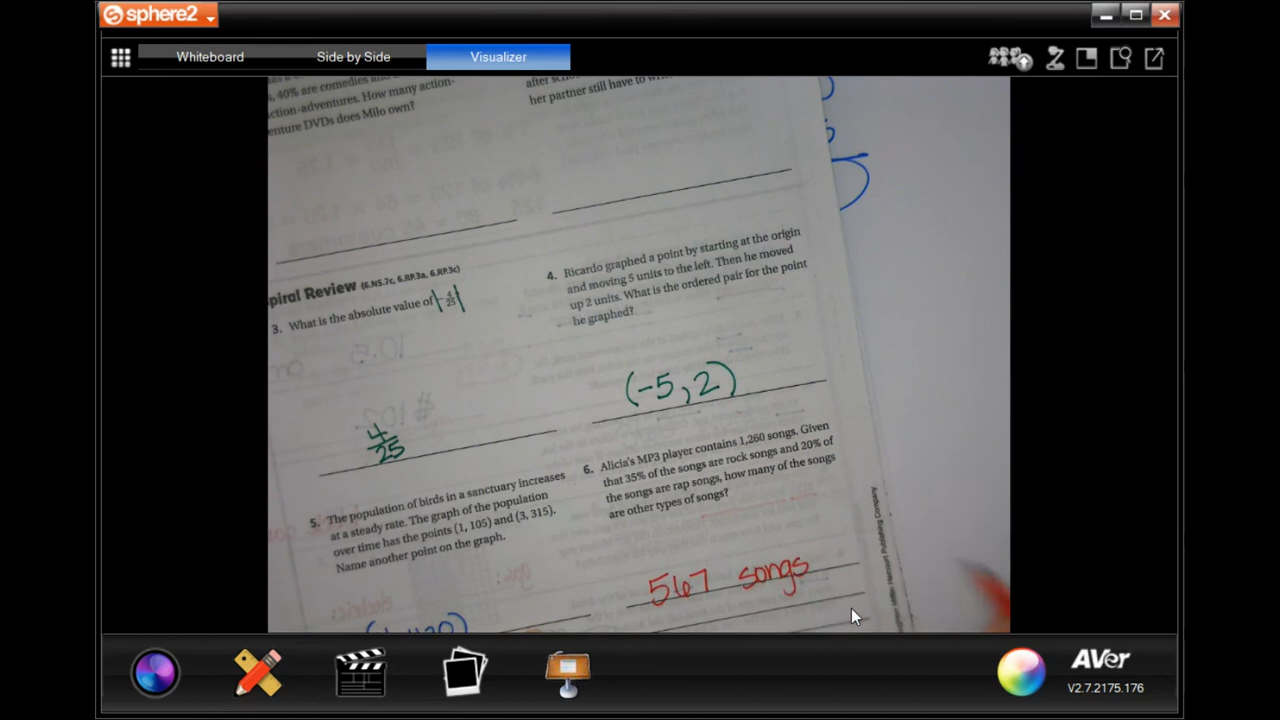 sphere2
Whiteboard
Side by Side
Visualizer
40% are comedies and
ction-adventures. How many action-
enture DVDs does Milo own?
after
her partner still have to
piral Review (6.NS.7c, 6.RP.3a, 6.RP.3c)
3. What is the absolute value of |-4/25|
4/25
4. Ricardo graphed a point by starting at the origin
and moving 5 units to the left. Then he moved
up 2 units. What is the ordered pair for the point
he graphed?
(-5, 2)
5. The population of birds in a sanctuary increases
at a steady rate. The graph of the population
over time has the points (1, 105) and (3, 315).
Name another point on the graph.
6. Alicia's MP3 player contains 1,260 songs. Given
that 35% of the songs are rock songs and 20% of
the songs are rap songs, how many of the songs
are other types of songs?
567 songs
Publishing Company
AVer
V2.7.2175.176